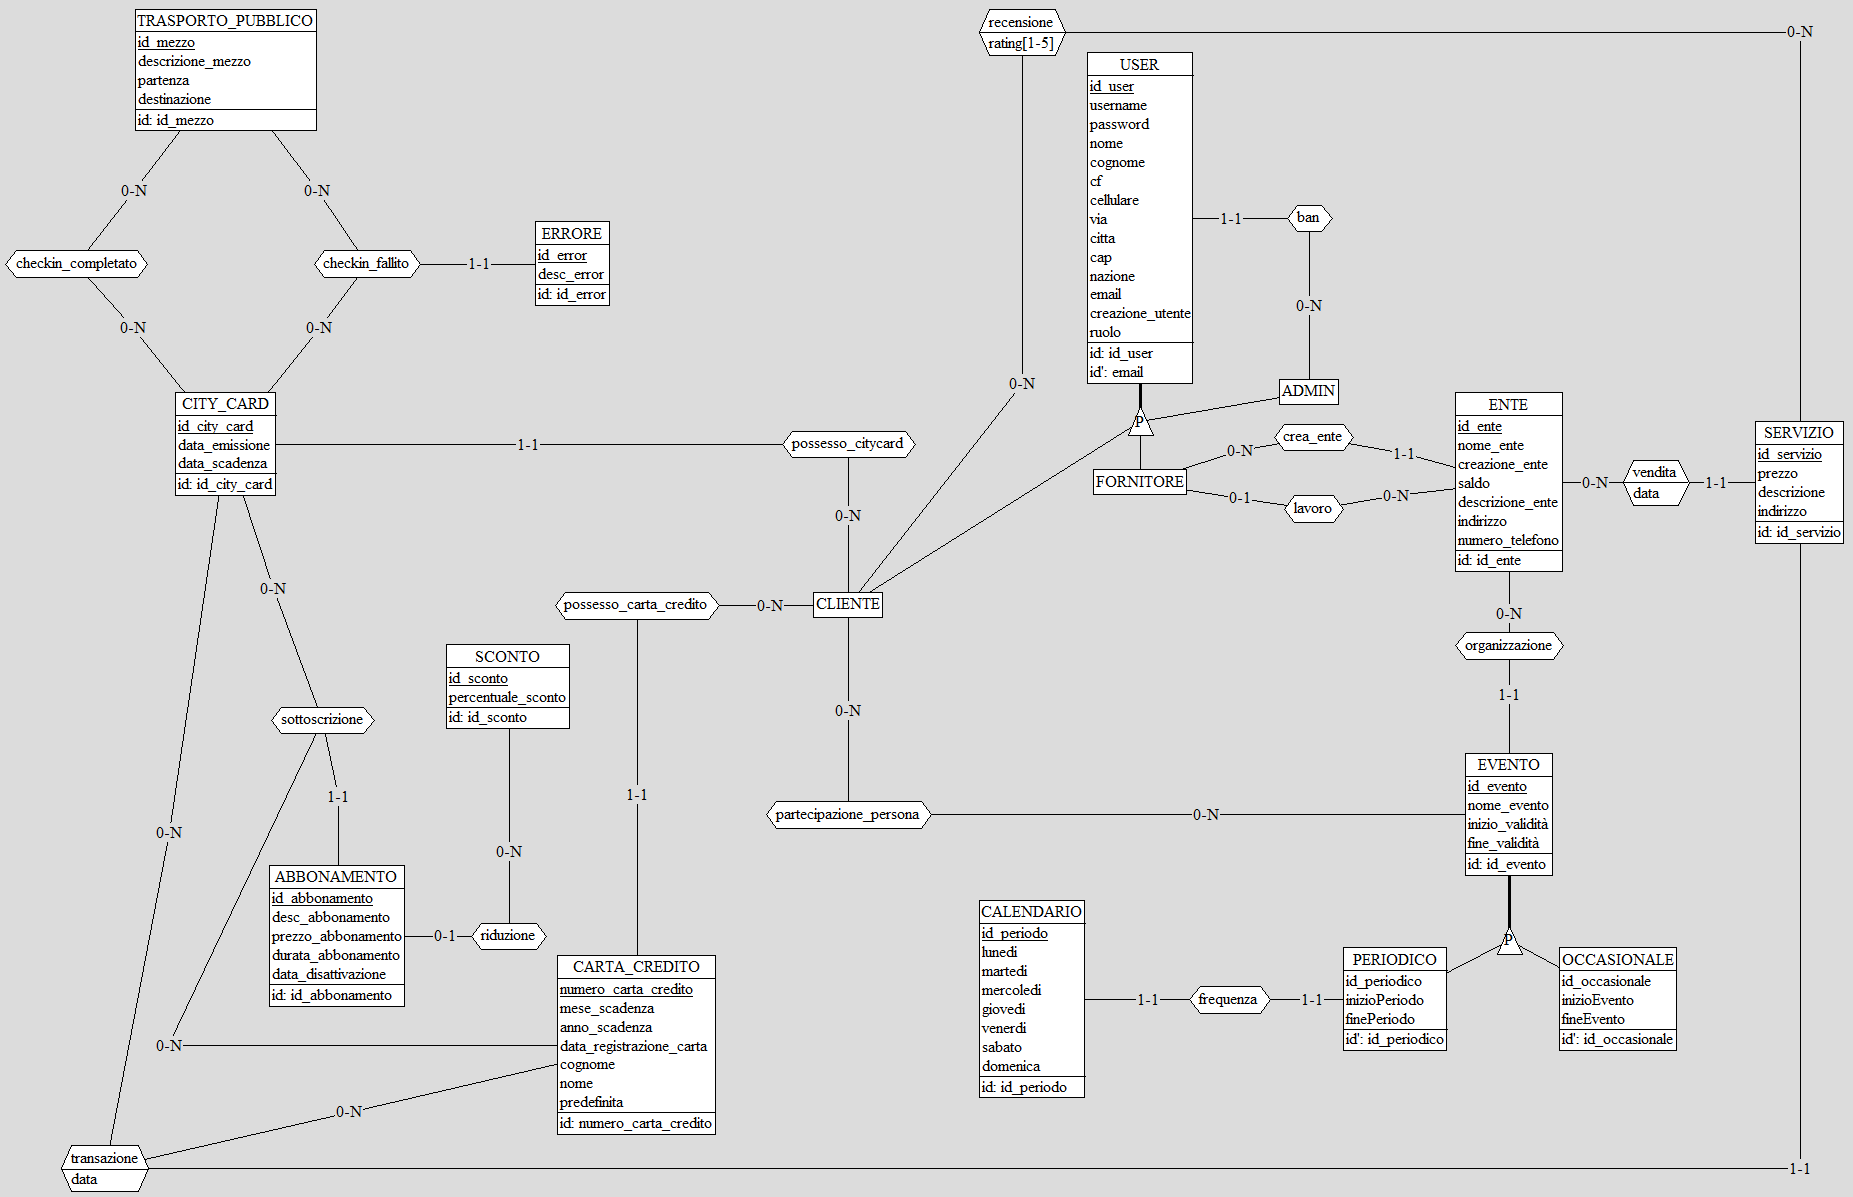 TRASPORTO_PUBBLICO
id_mezzo
descrizione_mezzo
partenza
destinazione
id: id_mezzo
0-N
0-N
checkin_completato
checkin_fallito
1-1
ERRORE
id_error
desc_error
id: id_error
0-N
0-N
CITY_CARD
id_city_card
data_emissione
data_scadenza
id: id_city_card
1-1
possesso_citycard
0-N
recensione
rating[1-5]
0-N
0-N
USER
id_user
username
password
nome
cognome
cf
cellulare
via
citta
cap
nazione
email
creazione_utente
ruolo
id: id_user
id': email
1-1
ban
0-N
ADMIN
P
FORNITORE
0-N
crea_ente
1-1
0-1
lavoro
0-N
ENTE
id_ente
nome_ente
creazione_ente
saldo
descrizione_ente
indirizzo
numero_telefono
id: id_ente
0-N
vendita
data
1-1
SERVIZIO
id_servizio
prezzo
descrizione
indirizzo
id: id_servizio
0-N
possesso_carta_credito
0-N
CLIENTE
0-N
organizzazione
1-1
SCONTO
id_sconto
percentuale_sconto
id: id_sconto
0-N
sottoscrizione
1-1
1-1
0-N
partecipazione_persona
0-N
EVENTO
id_evento
nome_evento
inizio_validità
fine_validità
id: id_evento
0-N
0-N
ABBONAMENTO
id_abbonamento
desc_abbonamento
prezzo_abbonamento
durata_abbonamento
data_disattivazione
id: id_abbonamento
0-1
riduzione
CARTA_CREDITO
numero_carta_credito
mese_scadenza
anno_scadenza
data_registrazione_carta
cognome
nome
predefinita
id: numero_carta_credito
CALENDARIO
id_periodo
lunedi
martedi
mercoledi
giovedi
venerdi
sabato
domenica
id: id_periodo
1-1
frequenza
1-1
P
PERIODICO
id_periodico
inizioPeriodo
finePeriodo
id': id_periodico
OCCASIONALE
id_occasionale
inizioEvento
fineEvento
id': id_occasionale
0-N
0-N
transazione
data
1-1